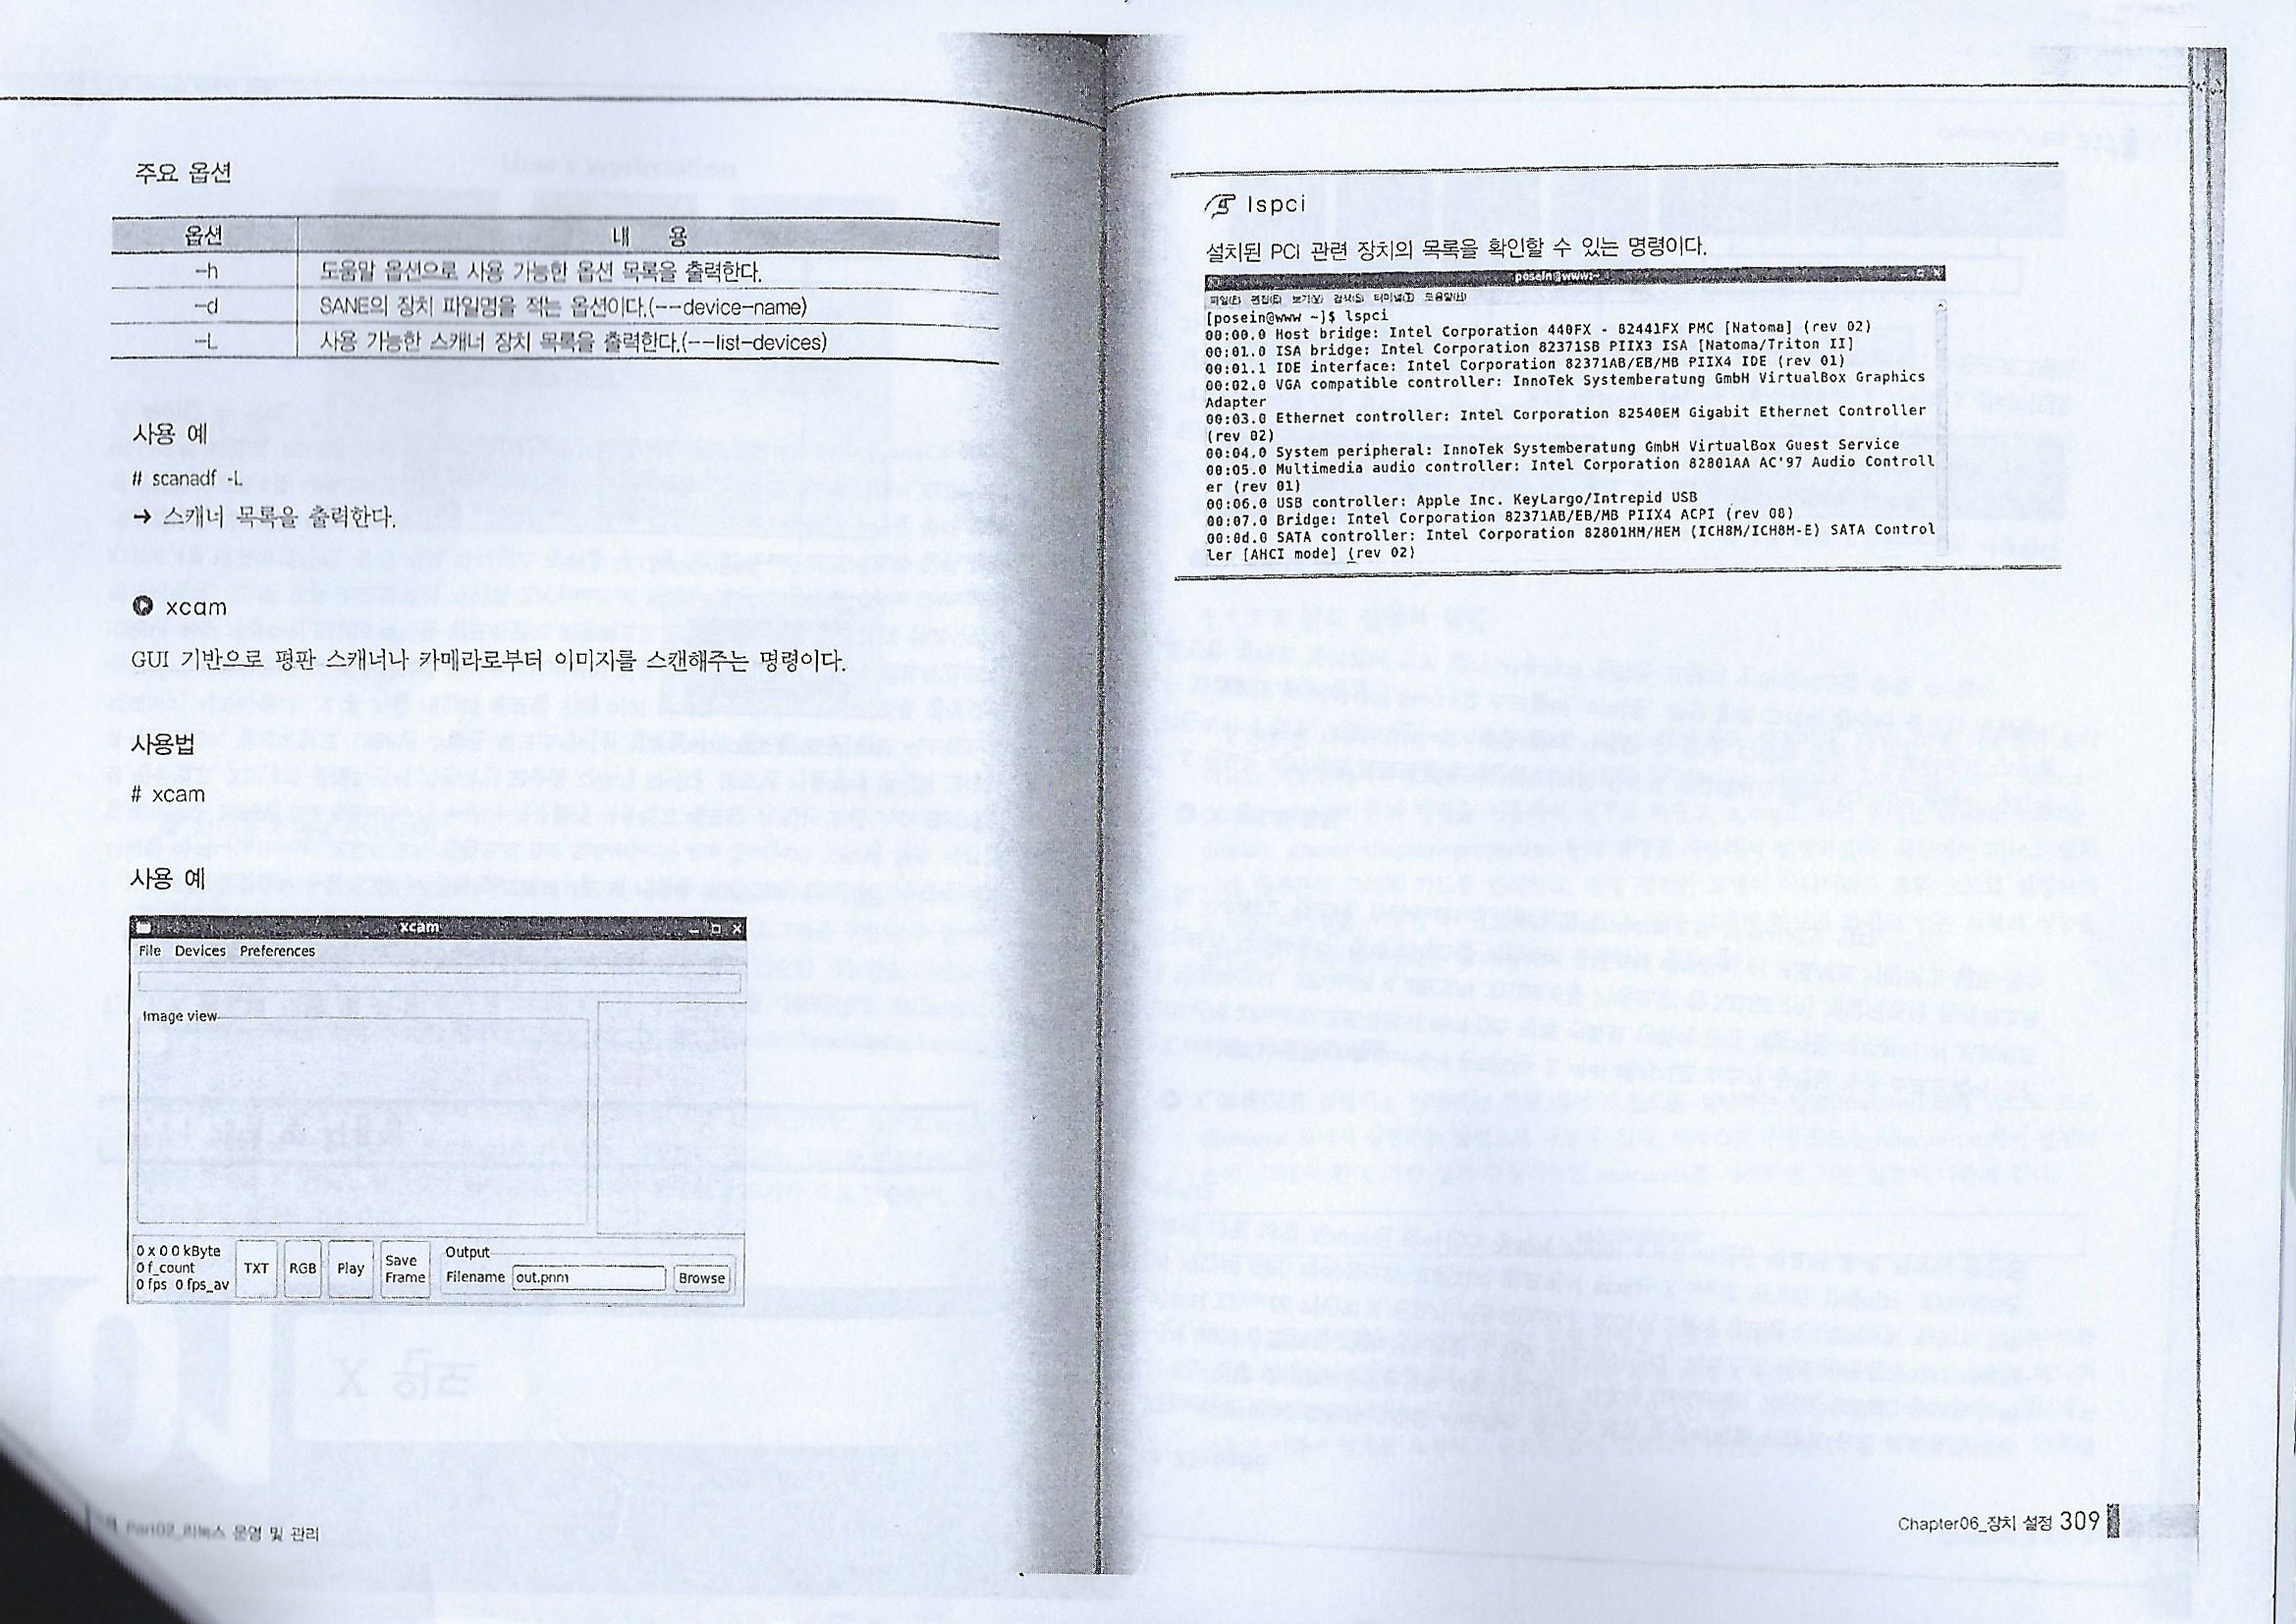 주요 옵션
옵션 내 용
-h 도움말 옵션으로 사용 가능한 옵션 목록을 출력한다.
-d SANE의 장치 파일명을 적는 옵션이다.(--device-name)
-L 사용 가능한 스캐너 장치 목록을 출력한다.(--list-devices)
사용 예
# scanadf -L
→ 스캐너 목록을 출력한다.
xcam
GUI 기반으로 평판 스캐너나 카메라로부터 이미지를 스캔해주는 명령이다.
사용법
# xcam
사용 예
xcam
File Devices Preferences
Image view
0 x 0 0 kByte
0 f_count
0 fps 0 fps_av
TXT
RGB
Play
Save
Frame
Output
Filename out.pnm Browse
Part02_리눅스 운영 및 관리
lspci
설치된 PCI 관련 장치의 목록을 확인할 수 있는 명령이다.
posein@www:~
파일(F) 편집(E) 보기(V) 검색(S) 터미널(T) 도움말(H)
[posein@www ~]$ lspci
00:00.0 Host bridge: Intel Corporation 440FX - 82441FX PMC [Natoma] (rev 02)
00:01.0 ISA bridge: Intel Corporation 82371SB PIIX3 ISA [Natoma/Triton II]
00:01.1 IDE interface: Intel Corporation 82371AB/EB/MB PIIX4 IDE (rev 01)
00:02.0 VGA compatible controller: InnoTek Systemberatung GmbH VirtualBox Graphics
Adapter
00:03.0 Ethernet controller: Intel Corporation 82540EM Gigabit Ethernet Controller
(rev 02)
00:04.0 System peripheral: InnoTek Systemberatung GmbH VirtualBox Guest Service
00:05.0 Multimedia audio controller: Intel Corporation 82801AA AC'97 Audio Controll
er (rev 01)
00:06.0 USB controller: Apple Inc. KeyLargo/Intrepid USB
00:07.0 Bridge: Intel Corporation 82371AB/EB/MB PIIX4 ACPI (rev 08)
00:0d.0 SATA controller: Intel Corporation 82801HM/HEM (ICH8M/ICH8M-E) SATA Control
ler [AHCI mode] (rev 02)
Chapter06_장치 설정 309